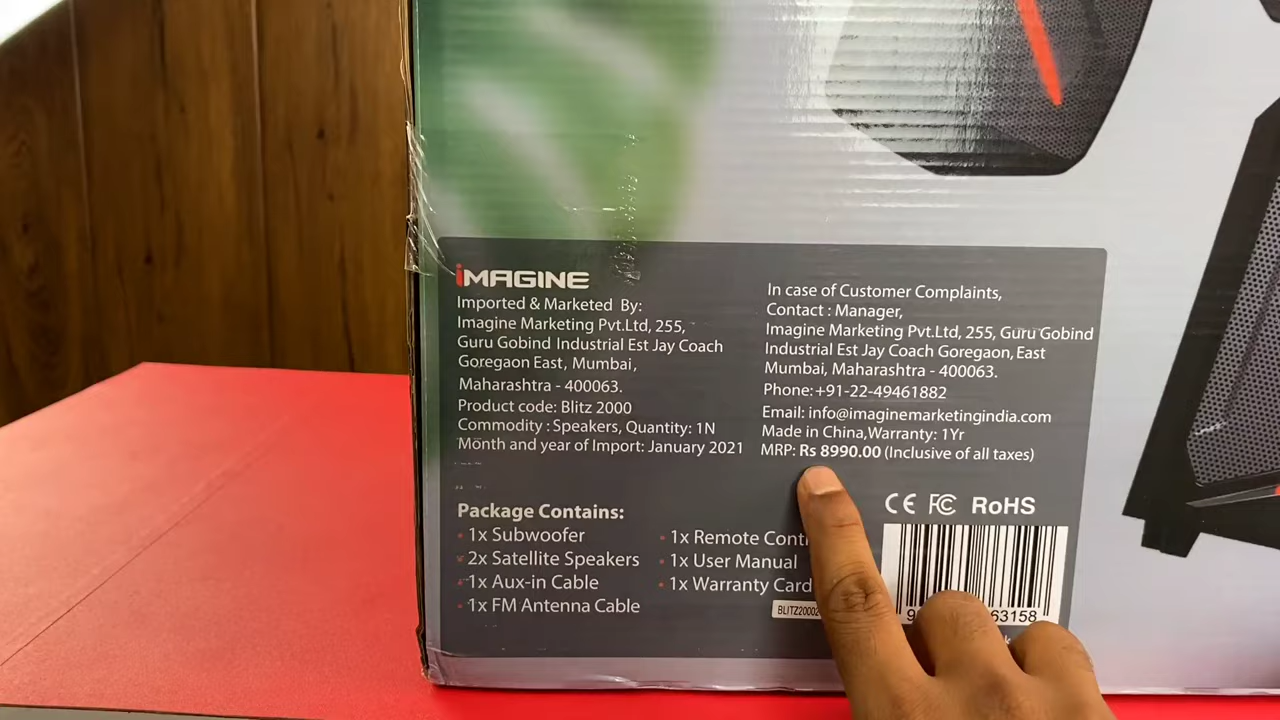 iMAGINE
Imported & Marketed By:
Imagine Marketing Pvt.Ltd, 255,
Guru Gobind Industrial Est Jay Coach
Goregaon East, Mumbai,
Maharashtra - 400063.
Product code: Blitz 2000
Commodity : Speakers, Quantity: 1N
Month and year of Import: January 2021
In case of Customer Complaints,
Contact : Manager,
Imagine Marketing Pvt.Ltd, 255, Guru Gobind
Industrial Est Jay Coach Goregaon, East
Mumbai, Maharashtra - 400063.
Phone: +91-22-49461882
Email: info@imaginemarketingindia.com
Made in China,Warranty: 1Yr
MRP: Rs 8990.00 (Inclusive of all taxes)
Package Contains:
• 1x Subwoofer
• 2x Satellite Speakers
• 1x Aux-in Cable
• 1x FM Antenna Cable
• 1x Remote
• 1x User Manual
• 1x Warranty Card
CE FC RoHS
63158